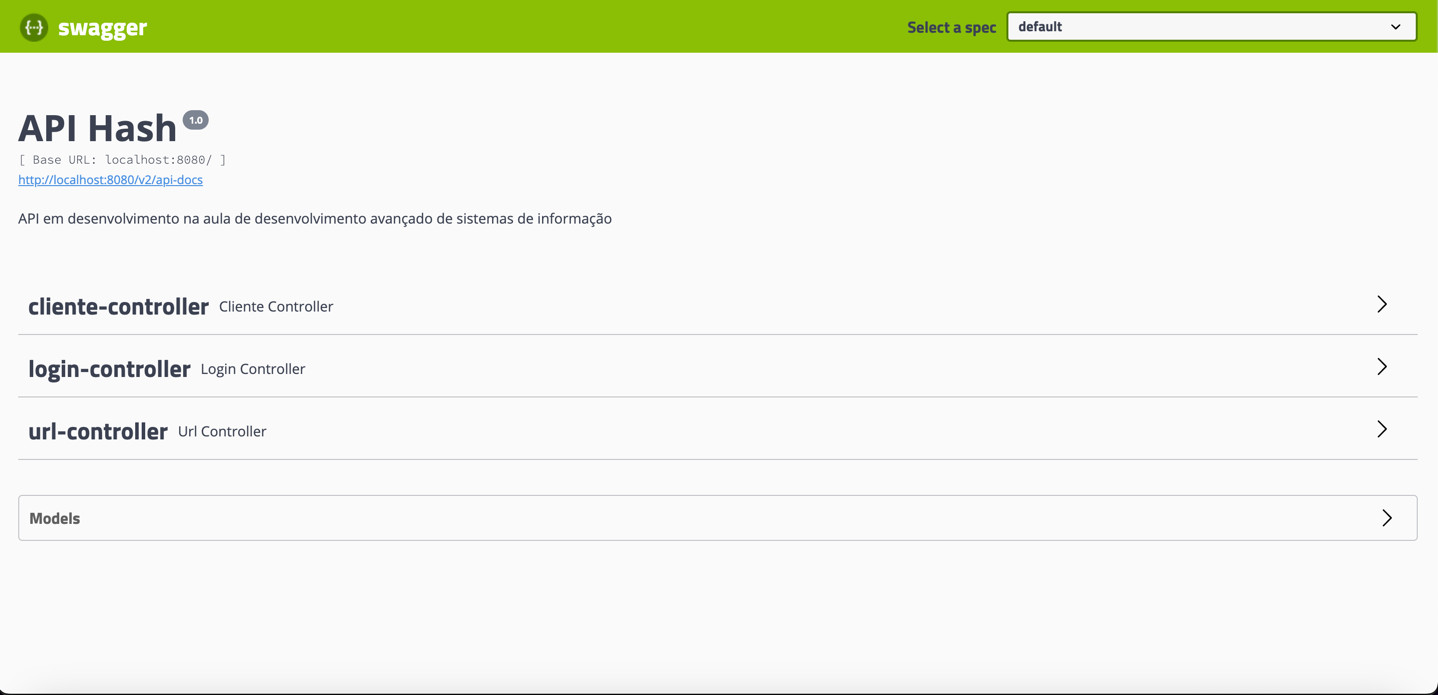 swagger
Select a spec default
API Hash 1.0
[ Base URL: localhost:8080/ ]
http://localhost:8080/v2/api-docs
API em desenvolvimento na aula de desenvolvimento avançado de sistemas de informação
cliente-controller Cliente Controller
login-controller Login Controller
url-controller Url Controller
Models